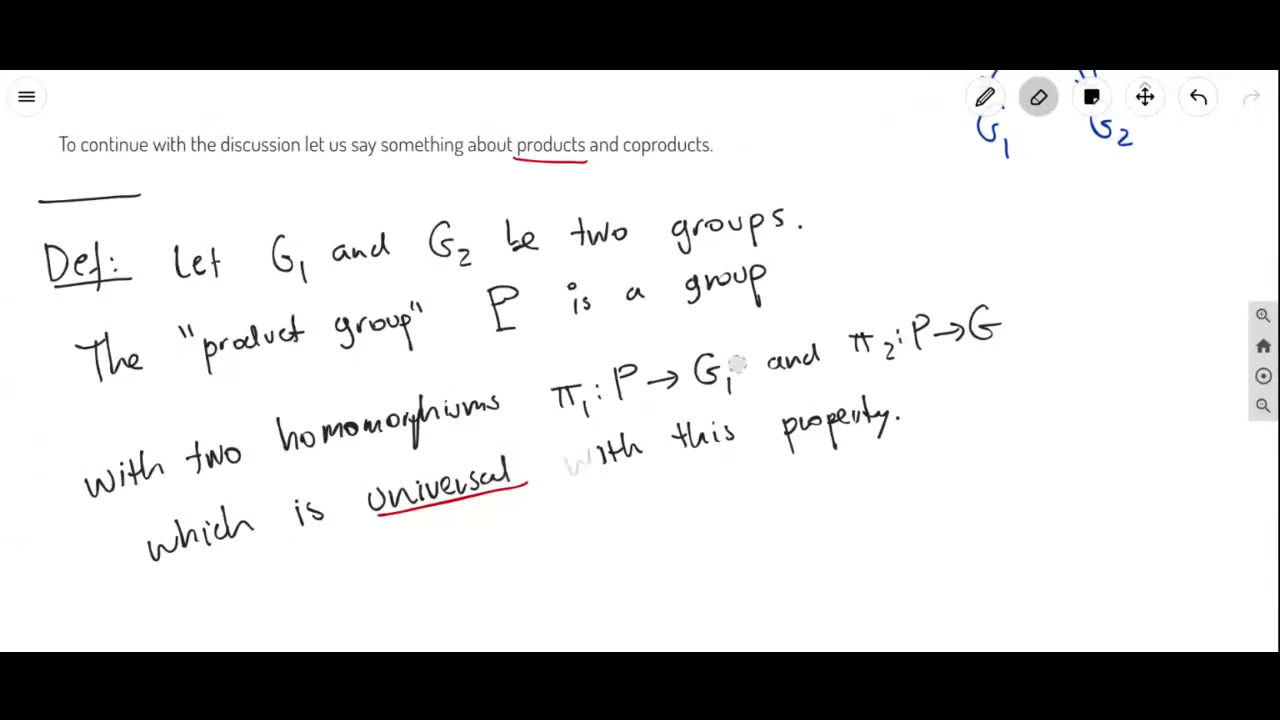 G₁ G₂
To continue with the discussion let us say something about products and coproducts.
Def: Let G₁ and G₂ be two groups.
The "product group" P is a group
with two homomorphisms π₁: P → G₁ and π₂: P → G
which is universal with this property.